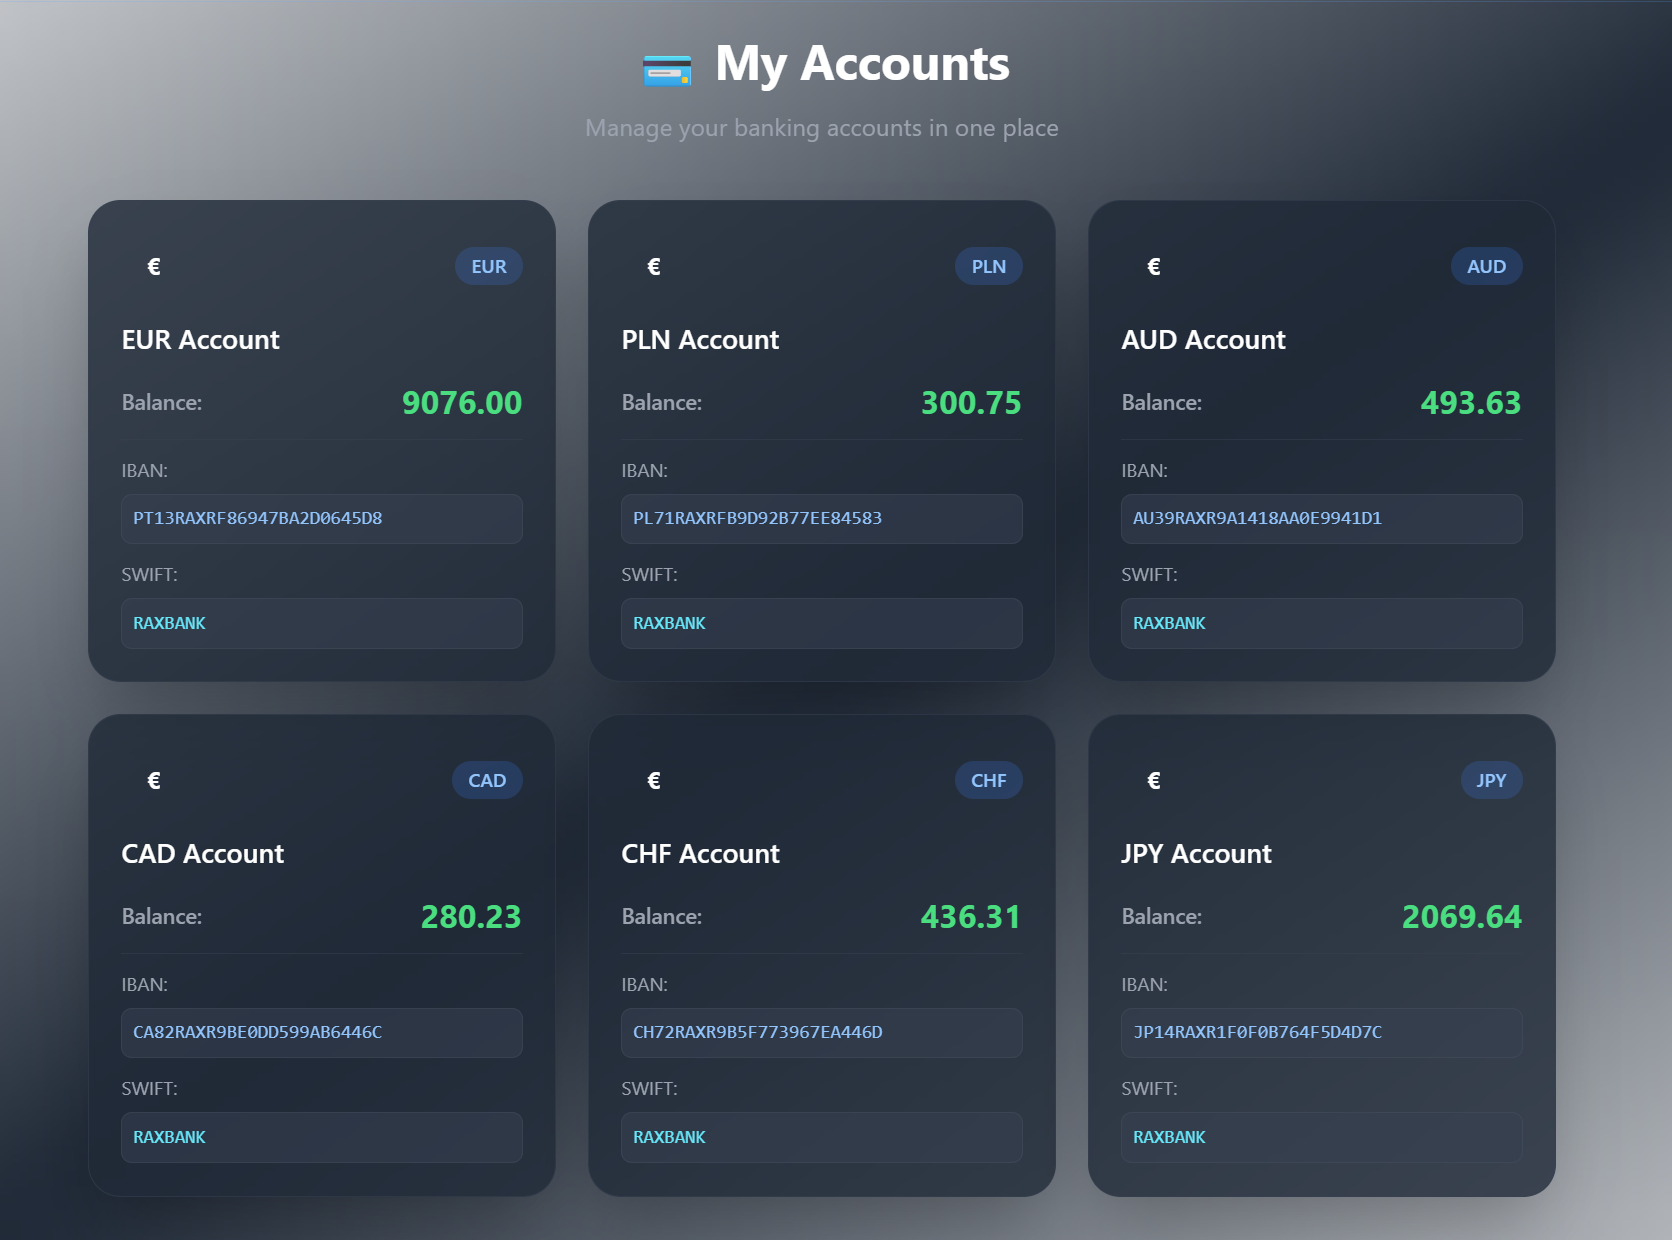 My Accounts
Manage your banking accounts in one place
€ EUR
EUR Account
Balance: 9076.00
IBAN:
PT13RAXRF86947BA2D0645D8
SWIFT:
RAXBANK
€ PLN
PLN Account
Balance: 300.75
IBAN:
PL71RAXRFB9D92B77EE84583
SWIFT:
RAXBANK
€ AUD
AUD Account
Balance: 493.63
IBAN:
AU39RAXR9A1418AA0E9941D1
SWIFT:
RAXBANK
€ CAD
CAD Account
Balance: 280.23
IBAN:
CA82RAXR9BE0DD599AB6446C
SWIFT:
RAXBANK
€ CHF
CHF Account
Balance: 436.31
IBAN:
CH72RAXR9B5F773967EA446D
SWIFT:
RAXBANK
€ JPY
JPY Account
Balance: 2069.64
IBAN:
JP14RAXR1F0F0B764F5D4D7C
SWIFT:
RAXBANK